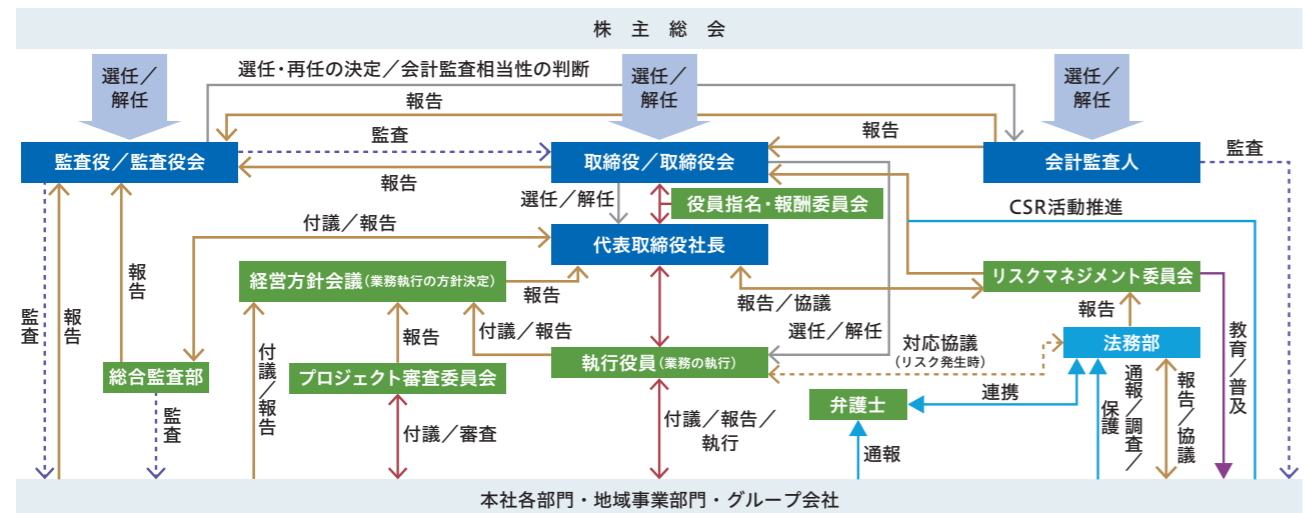 株　主　総　会
選任／
解任
選任・再任の決定／会計監査相当性の判断
選任／
解任
選任／
解任
報告
監査
報告
監査役／監査役会
取締役／取締役会
会計監査人
監査
報告
選任／解任
役員指名・報酬委員会
CSR活動推進
付議／報告
代表取締役社長
経営方針会議（業務執行の方針決定）
リスクマネジメント委員会
報告
報告
報告／協議
報告
監査
報告
報告
付議／報告
選任／解任
対応協議
（リスク発生時）
法務部
教育／普及
付議／報告
総合監査部
プロジェクト審査委員会
執行役員（業務の執行）
通報／調査／
保護
報告／協議
連携
弁護士
監査
付議／審査
付議／報告／
執行
通報
本社各部門・地域事業部門・グループ会社